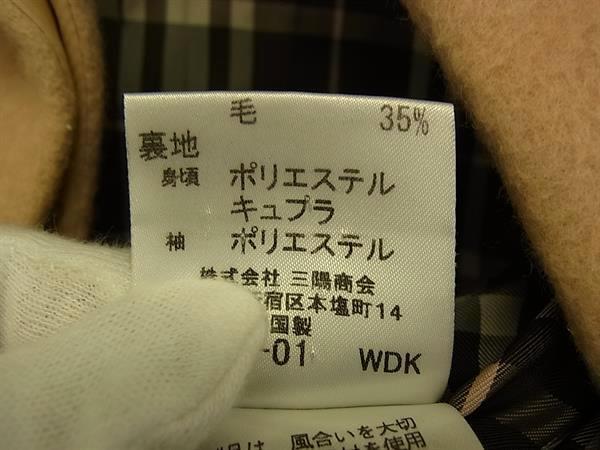 毛 35%
裏地
身頃 ポリエステル
キュプラ
袖 ポリエステル
株式会社 三陽商会
宿区本塩町14
国製
-01 WDK
は、風合いを大切
を使用